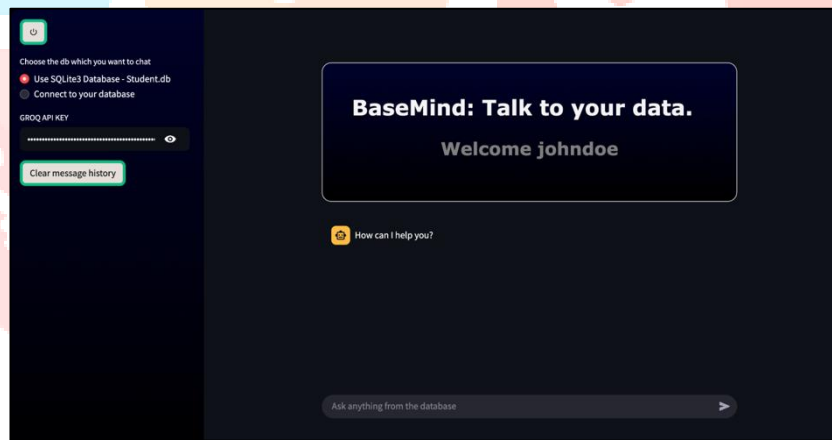 Choose the db which you want to chat
Use SQLite3 Database - Student.db
Connect to your database
GROQ API KEY
Clear message history
BaseMind: Talk to your data.
Welcome johndoe
How can I help you?
Ask anything from the database